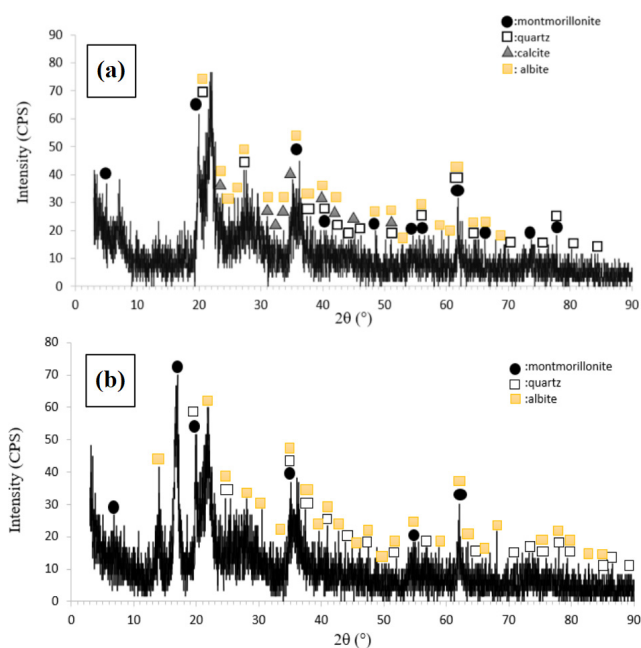 (a)
:montmorillonite
:quartz
:calcite
: albite
Intensity (CPS)
90
80
70
60
50
40
30
20
10
0
0 10 20 30 40 50 60 70 80 90
2θ (°)
(b)
:montmorillonite
:quartz
:albite
Intensity (CPS)
80
70
60
50
40
30
20
10
0
0 10 20 30 40 50 60 70 80 90
2θ (°)